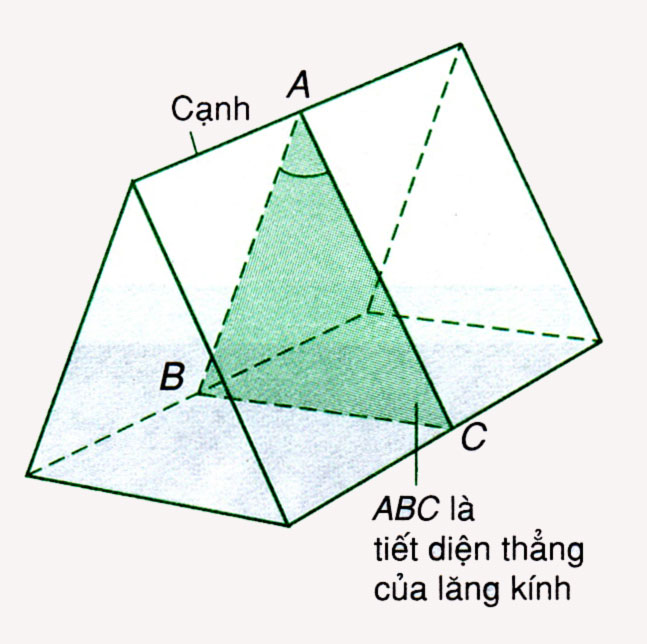 A
Cạnh
B
C
ABC là
tiết diện thẳng
của lăng kính